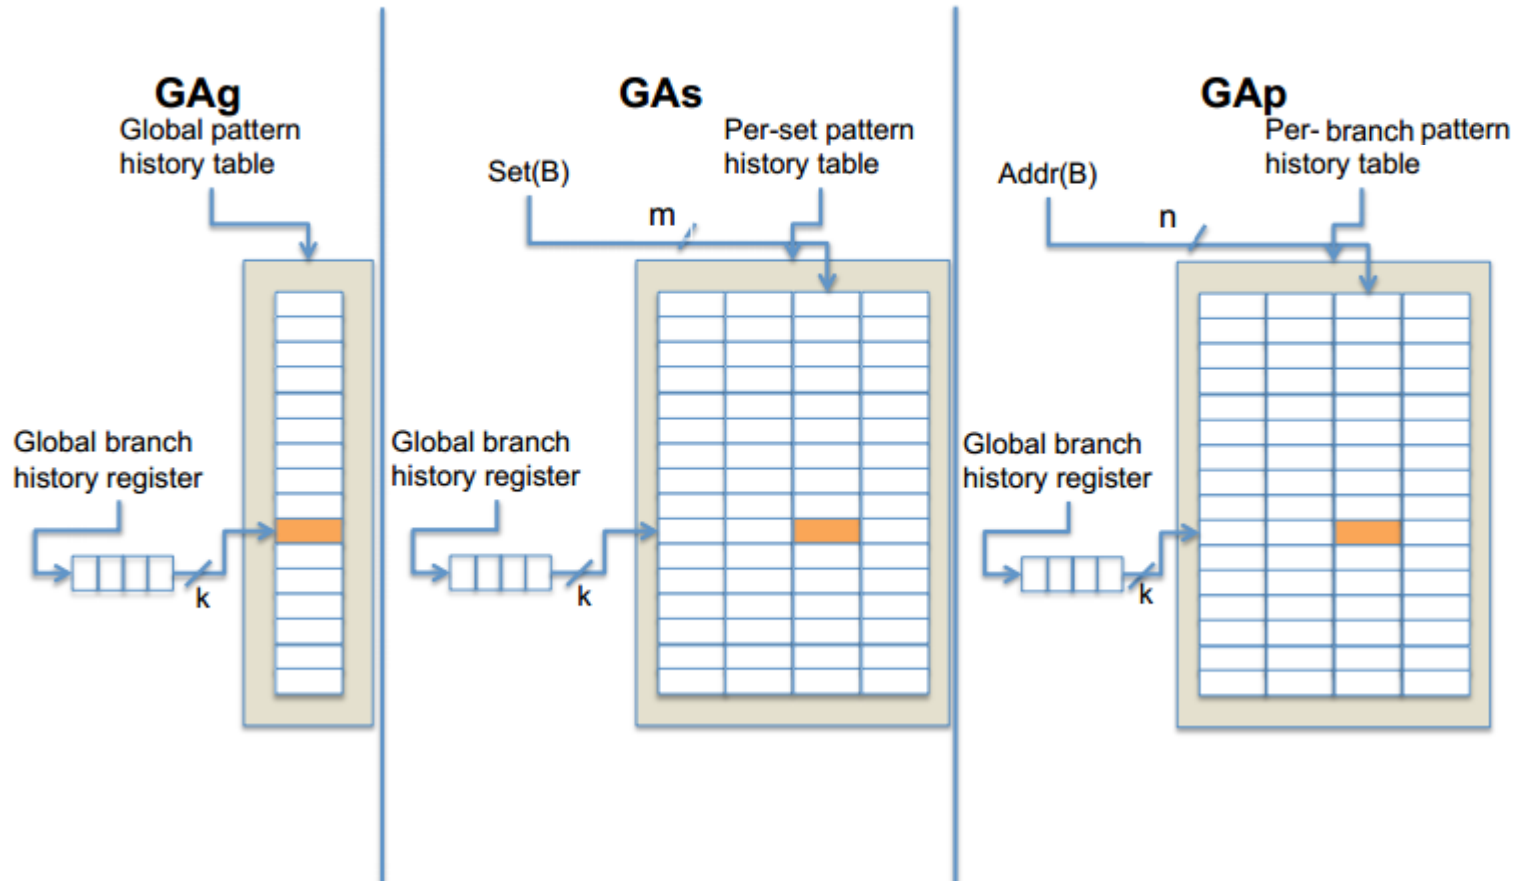 GAg
Global pattern
history table
Global branch
history register
k
GAs
Per-set pattern
history table
Set(B)
m
Global branch
history register
k
GAp
Per- branch pattern
history table
Addr(B)
n
Global branch
history register
k